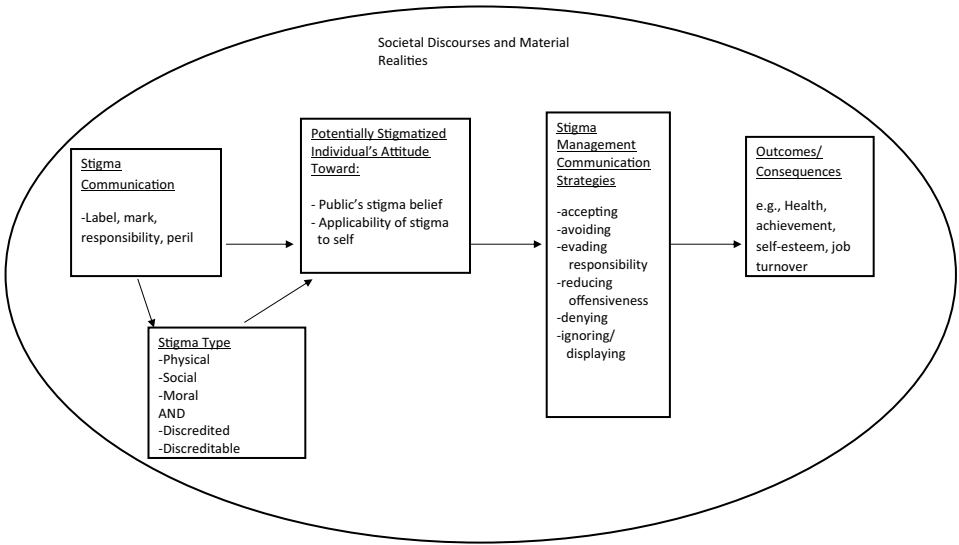 Societal Discourses and Material
Realities
Stigma
Communication
-Label, mark,
responsibility, peril
Stigma Type
-Physical
-Social
-Moral
AND
-Discredited
-Discreditable
Potentially Stigmatized
Individual's Attitude
Toward:
- Public's stigma belief
- Applicability of stigma
to self
Stigma
Management
Communication
Strategies
-accepting
-avoiding
-evading
responsibility
-reducing
offensiveness
-denying
-ignoring/
displaying
Outcomes/
Consequences
e.g., Health,
achievement,
self-esteem, job
turnover